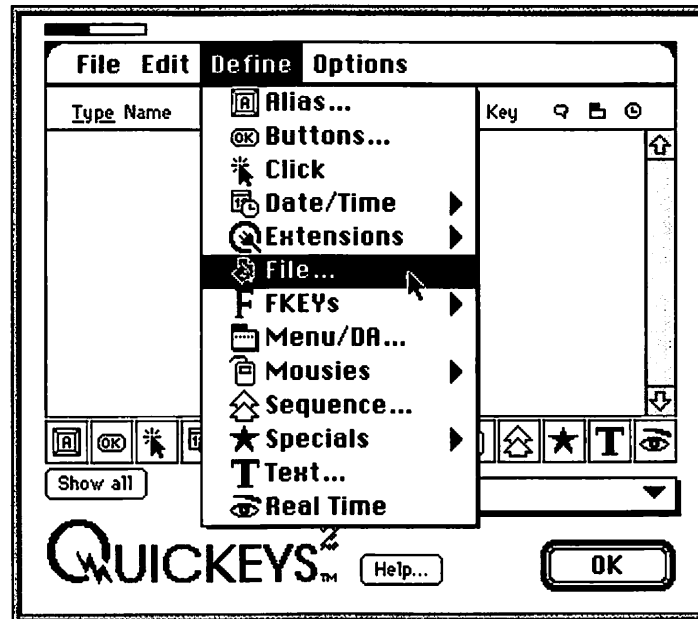 File Edit Define Options
Type Name Key
Alias...
Buttons...
Click
Date/Time
Extensions
File...
FKEYs
Menu/DA...
Mousies
Sequence...
Specials
Text...
Real Time
Show all
QUICKEYS™
Help...
OK